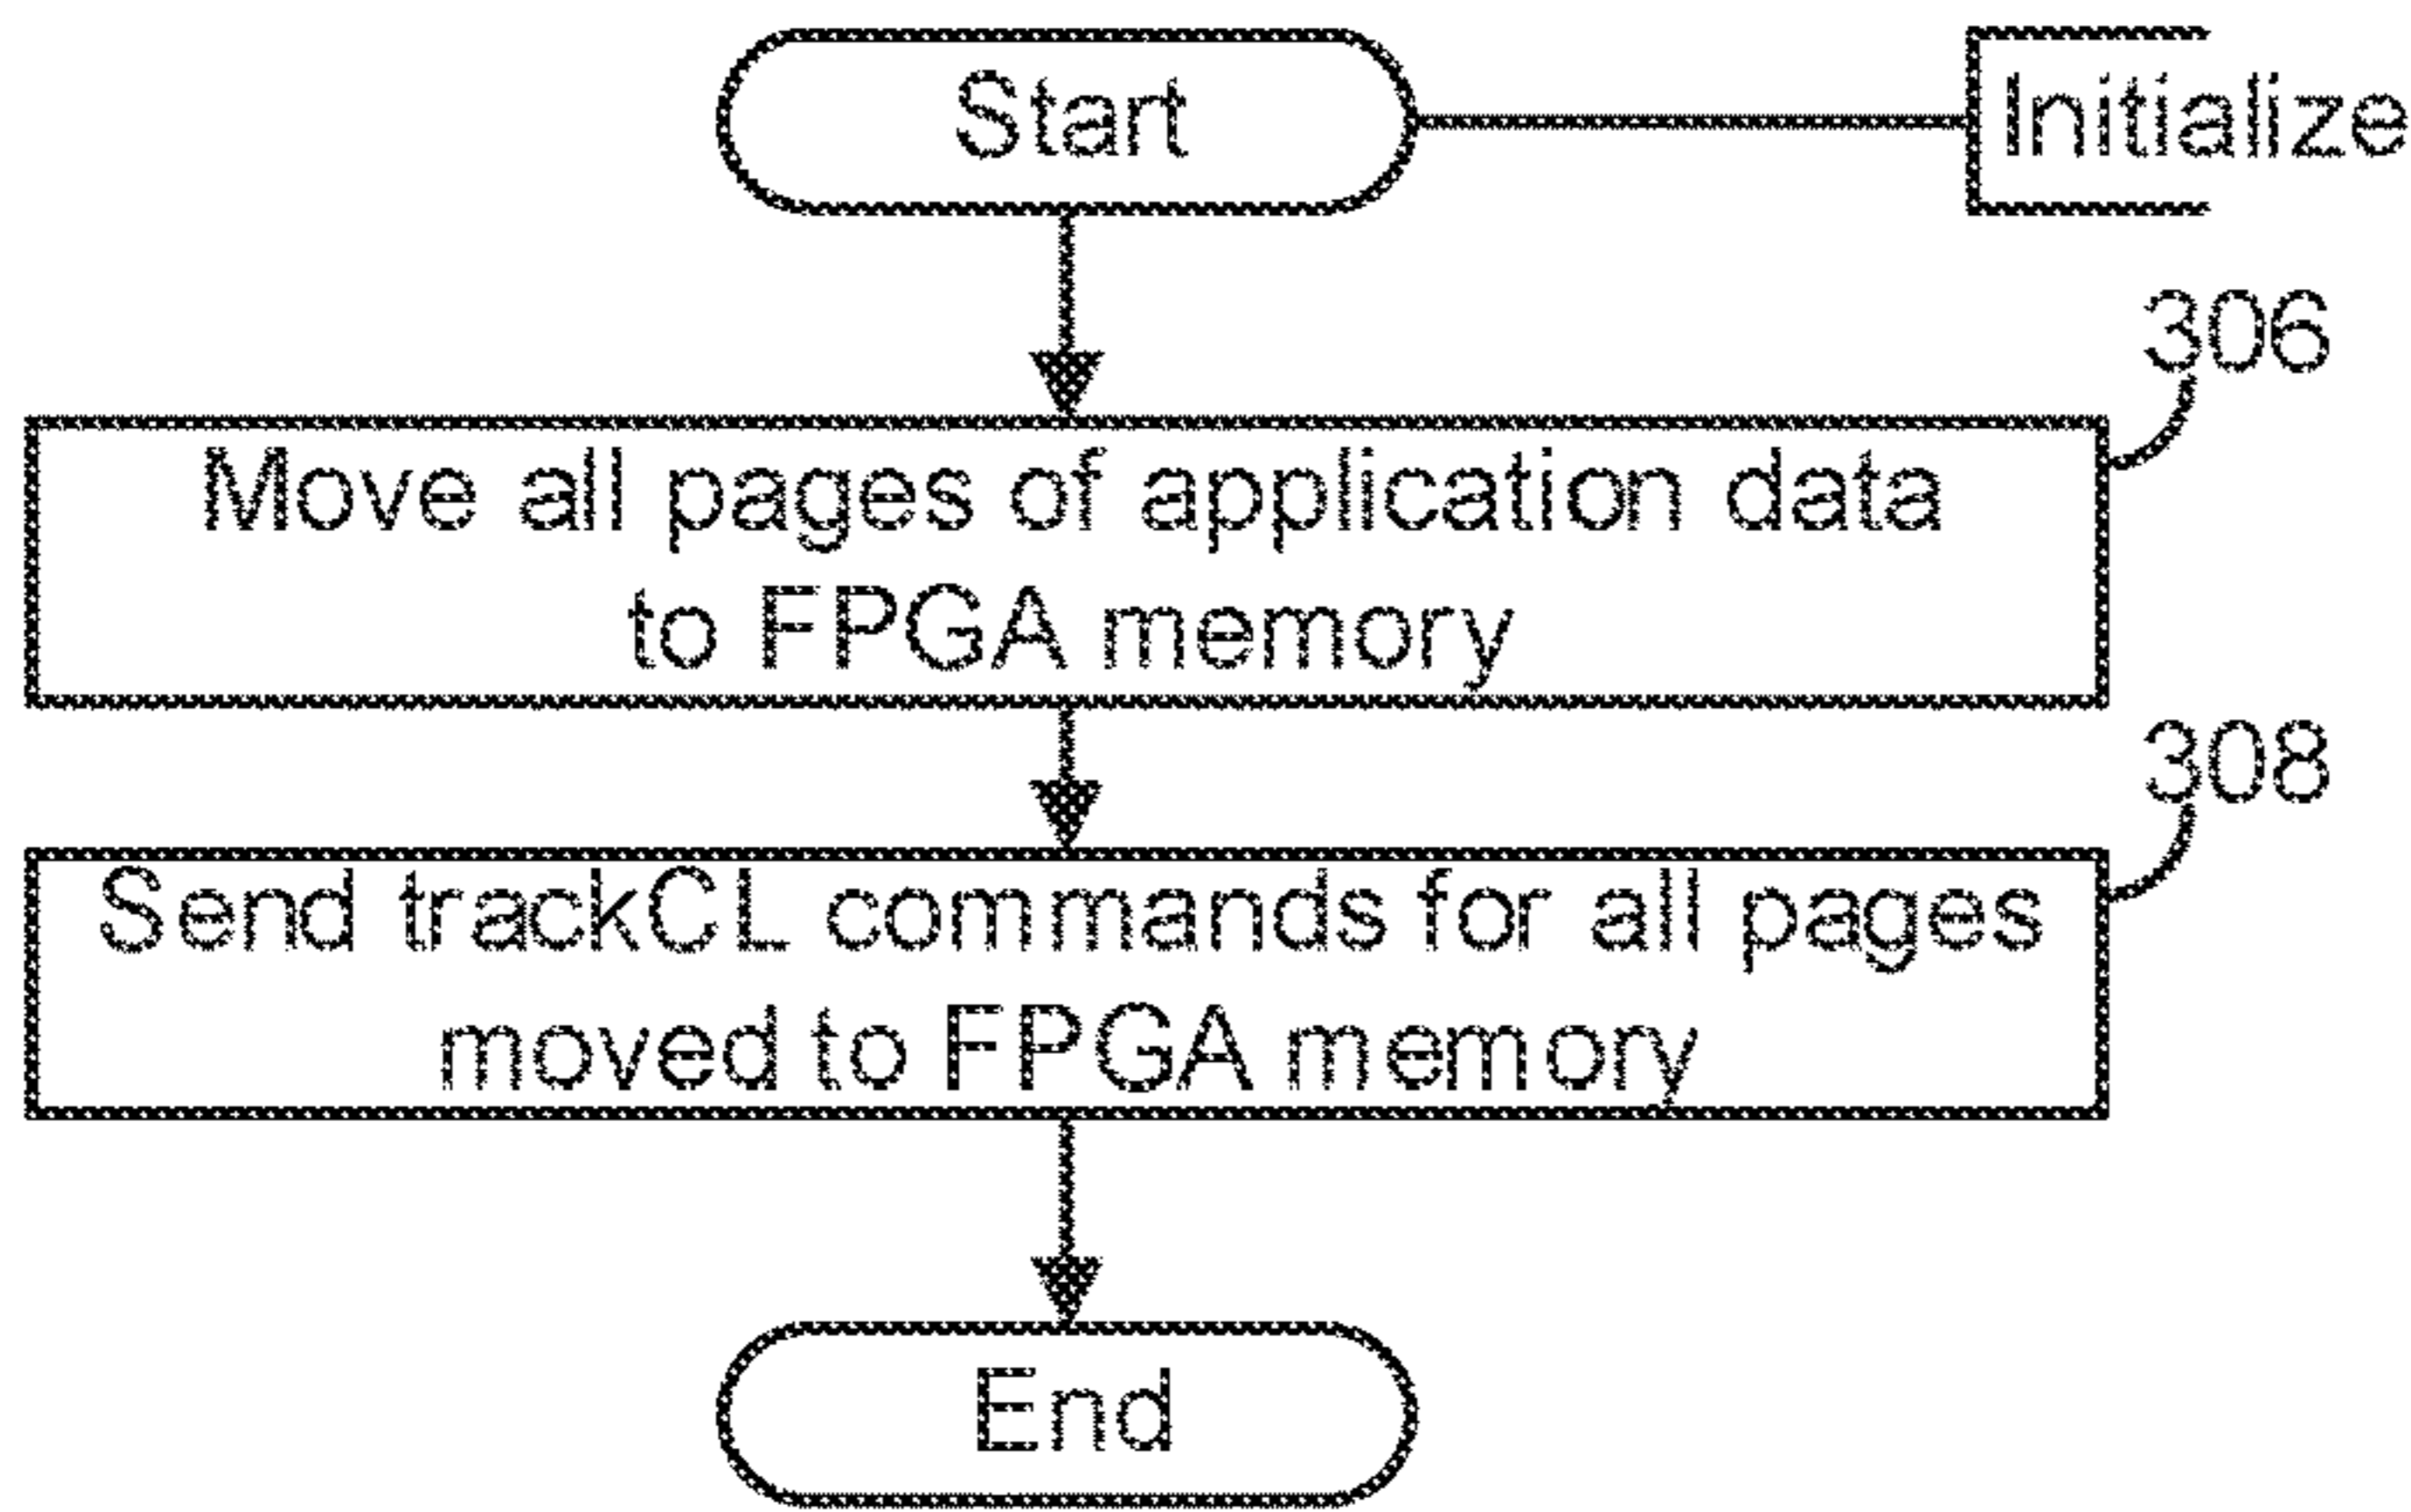 Start
Initialize
306
Move all pages of application data
to FPGA memory
308
Send trackCL commands for all pages
moved to FPGA memory
End